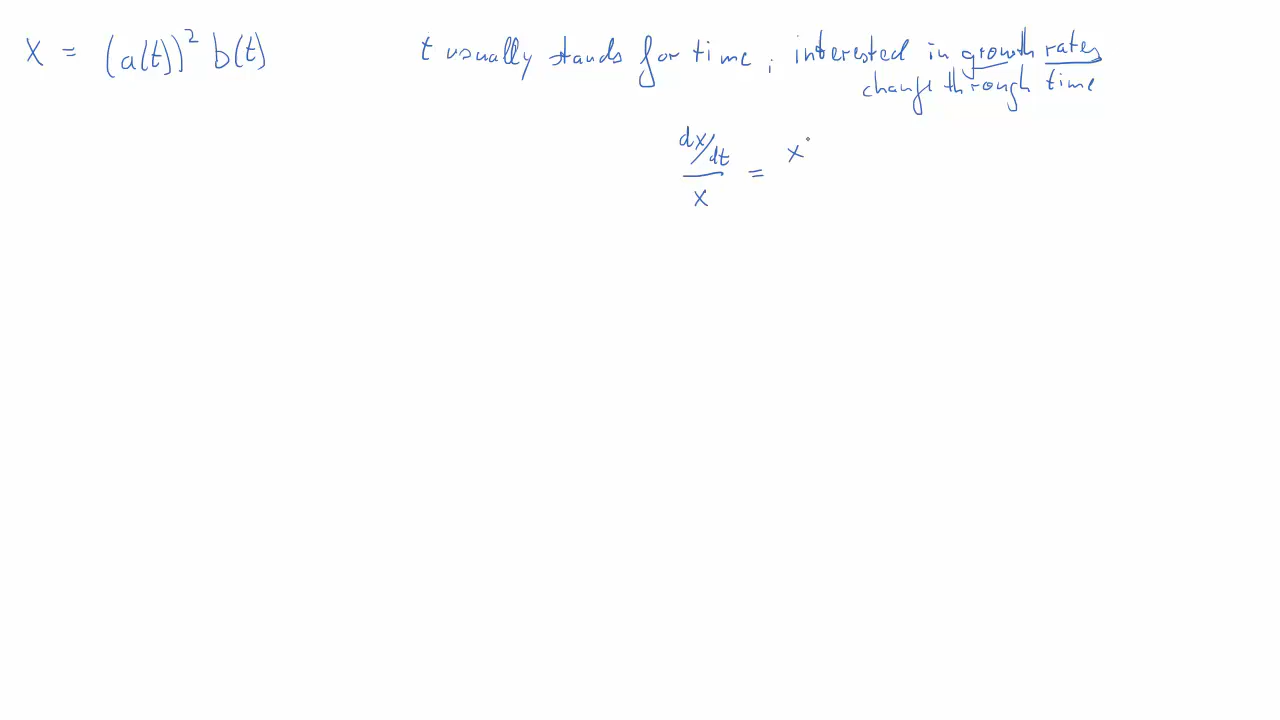 x = (a(t))² b(t)
t usually stands for time, interested in growth rates
change through time
dx/dt
x
= x'